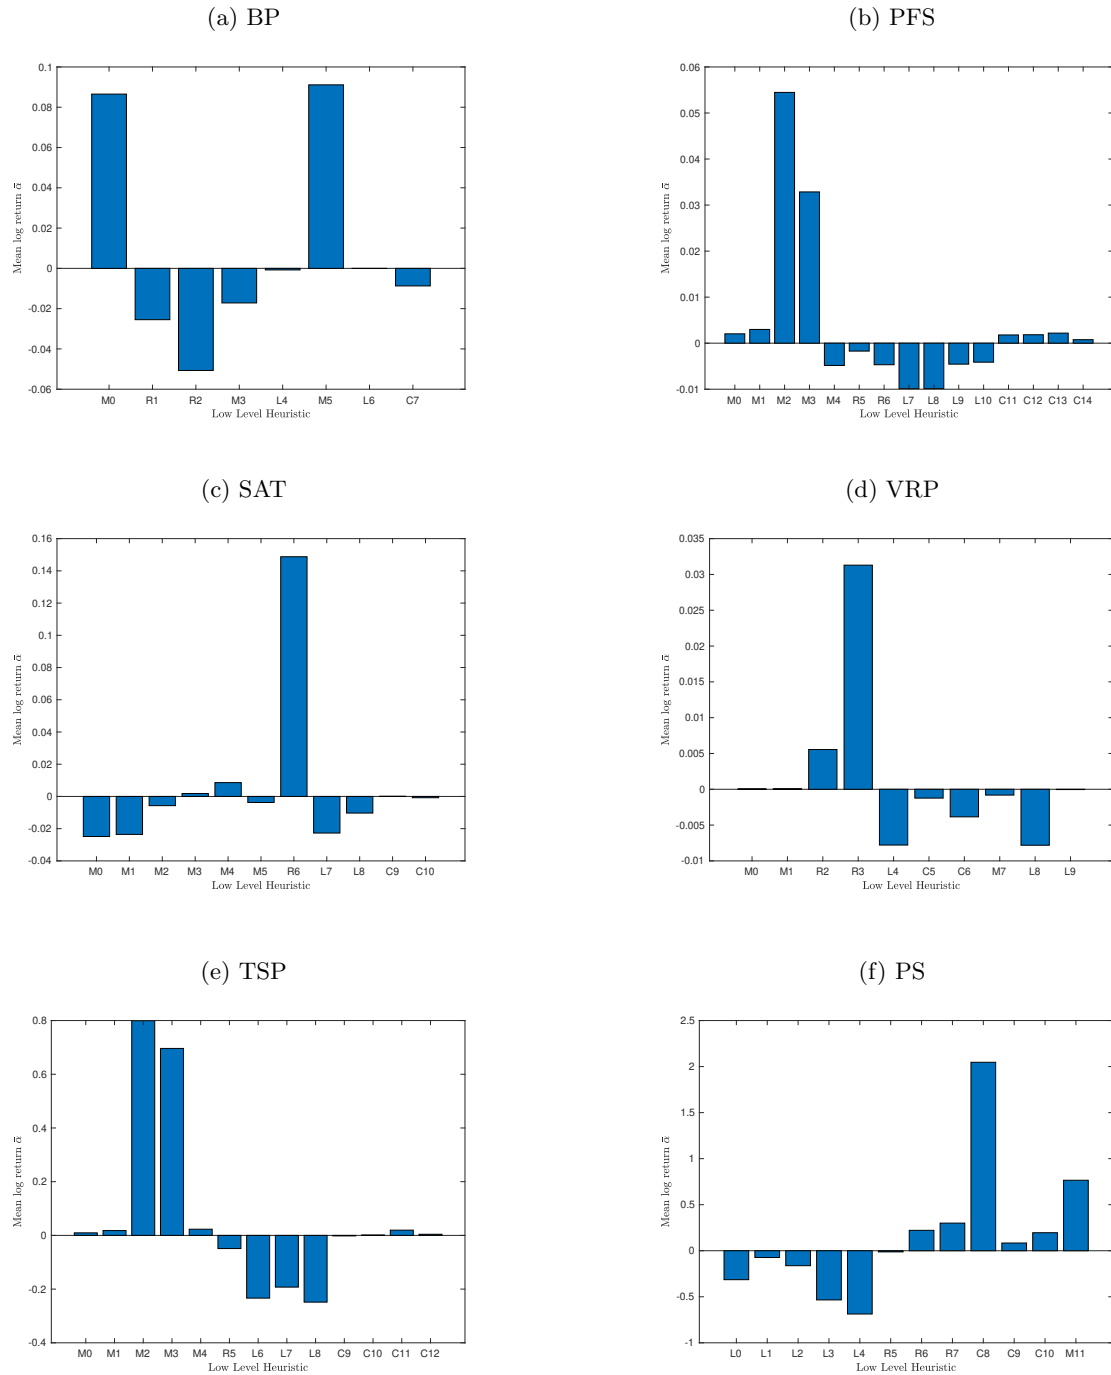 (a) BP
0.1
0.08
0.06
0.04
0.02
0
-0.02
-0.04
-0.06
Mean log return ᾱ
M0 R1 R2 M3 L4 M5 L6 C7
Low Level Heuristic
(b) PFS
0.06
0.05
0.04
0.03
0.02
0.01
0
-0.01
Mean log return ᾱ
M0 M1 M2 M3 M4 R5 R6 L7 L8 L9 L10 C11 C12 C13 C14
Low Level Heuristic
(c) SAT
0.16
0.14
0.12
0.1
0.08
0.06
0.04
0.02
0
-0.02
-0.04
Mean log return ᾱ
M0 M1 M2 M3 M4 M5 R6 L7 L8 C9 C10
Low Level Heuristic
(d) VRP
0.035
0.03
0.025
0.02
0.015
0.01
0.005
0
-0.005
-0.01
Mean log return ᾱ
M0 M1 R2 R3 L4 C5 C6 M7 L8 L9
Low Level Heuristic
(e) TSP
0.8
0.6
0.4
0.2
0
-0.2
-0.4
Mean log return ᾱ
M0 M1 M2 M3 M4 R5 L6 L7 L8 C9 C10 C11 C12
Low Level Heuristic
(f) PS
2.5
2
1.5
1
0.5
0
-0.5
-1
Mean log return ᾱ
L0 L1 L2 L3 L4 R5 R6 R7 C8 C9 C10 M11
Low Level Heuristic